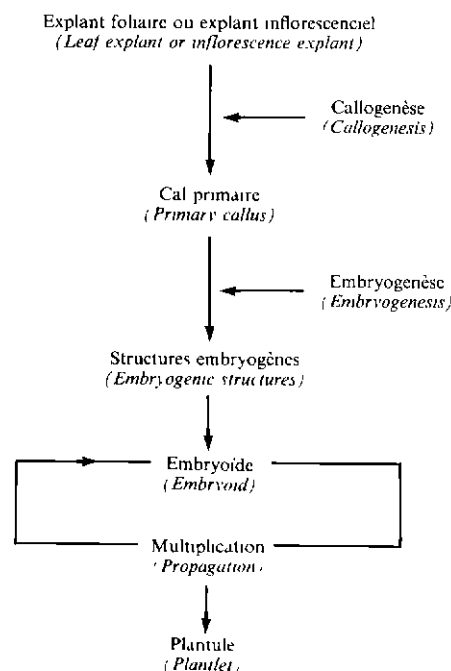 Explant foliaire ou explant inflorescenciel
(Leaf explant or inflorescence explant)
Callogenèse
(Callogenesis)
Cal primaire
(Primary callus)
Embryogenèse
(Embryogenesis)
Structures embryogènes
(Embryogenic structures)
Embryoïde
(Embryoid)
Multiplication
(Propagation)
Plantule
(Plantlet)